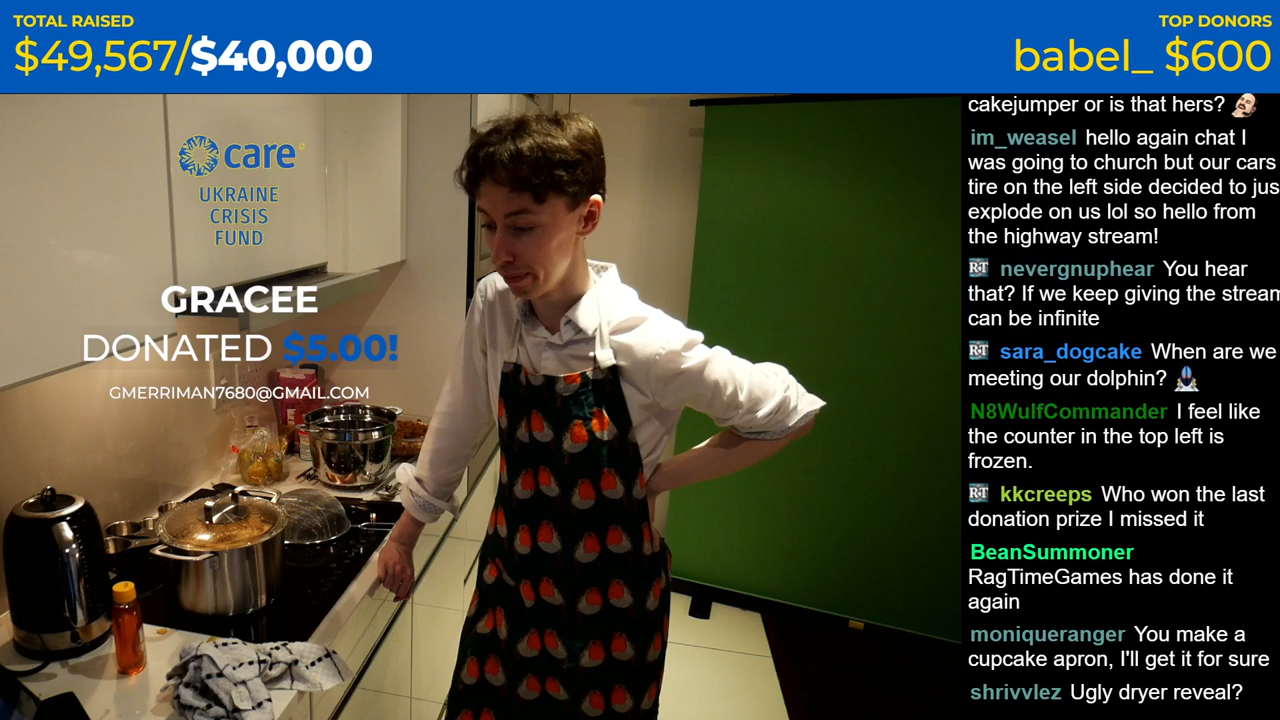 TOTAL RAISED
$49,567/$40,000
TOP DONORS
babel_ $600
care
UKRAINE
CRISIS
FUND
GRACEE
DONATED $5.00!
GMERRIMAN7680@GMAIL.COM
cakejumper or is that hers?
im_weasel hello again chat I
was going to church but our cars
tire on the left side decided to jus
explode on us lol so hello from
the highway stream!
RT nevergnuphear You hear
that? If we keep giving the stream
can be infinite
RT sara_dogcake When are we
meeting our dolphin?
N8WulfCommander I feel like
the counter in the top left is
frozen.
RT kkcreeps Who won the last
donation prize I missed it
BeanSummoner
RagTimeGames has done it
again
moniqueranger You make a
cupcake apron, I'll get it for sure
shrivvlez Ugly dryer reveal?